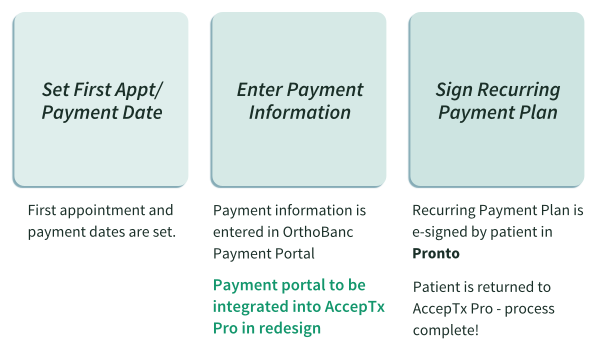 Set First Appt/
Payment Date
First appointment and
payment dates are set.
Enter Payment
Information
Payment information is
entered in OrthoBanc
Payment Portal
Payment portal to be
integrated into AccepTx
Pro in redesign
Sign Recurring
Payment Plan
Recurring Payment Plan is
e-signed by patient in
Pronto
Patient is returned to
AccepTx Pro - process
complete!